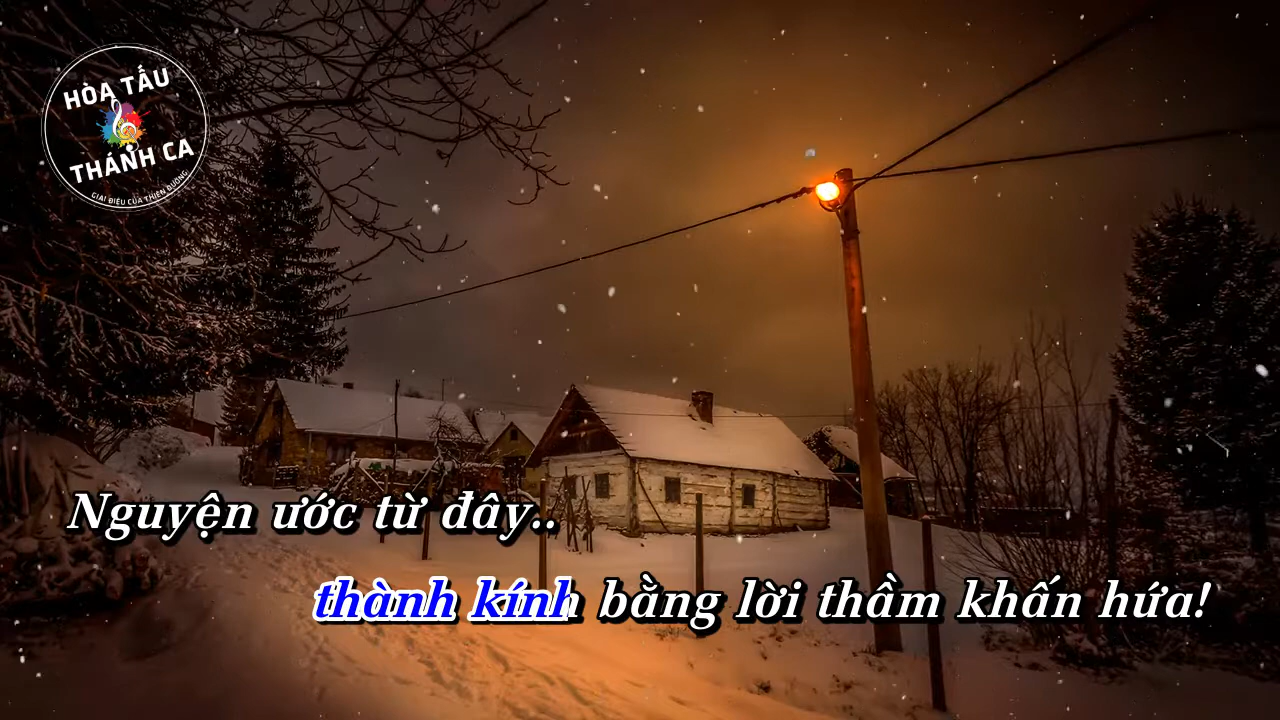 HÒA TẤU
THÁNH CA
GIAI ĐIỆU CỦA THIÊN ĐƯỜNG
Nguyện ước từ đây..
thành kính bằng lời thầm khấn hứa!